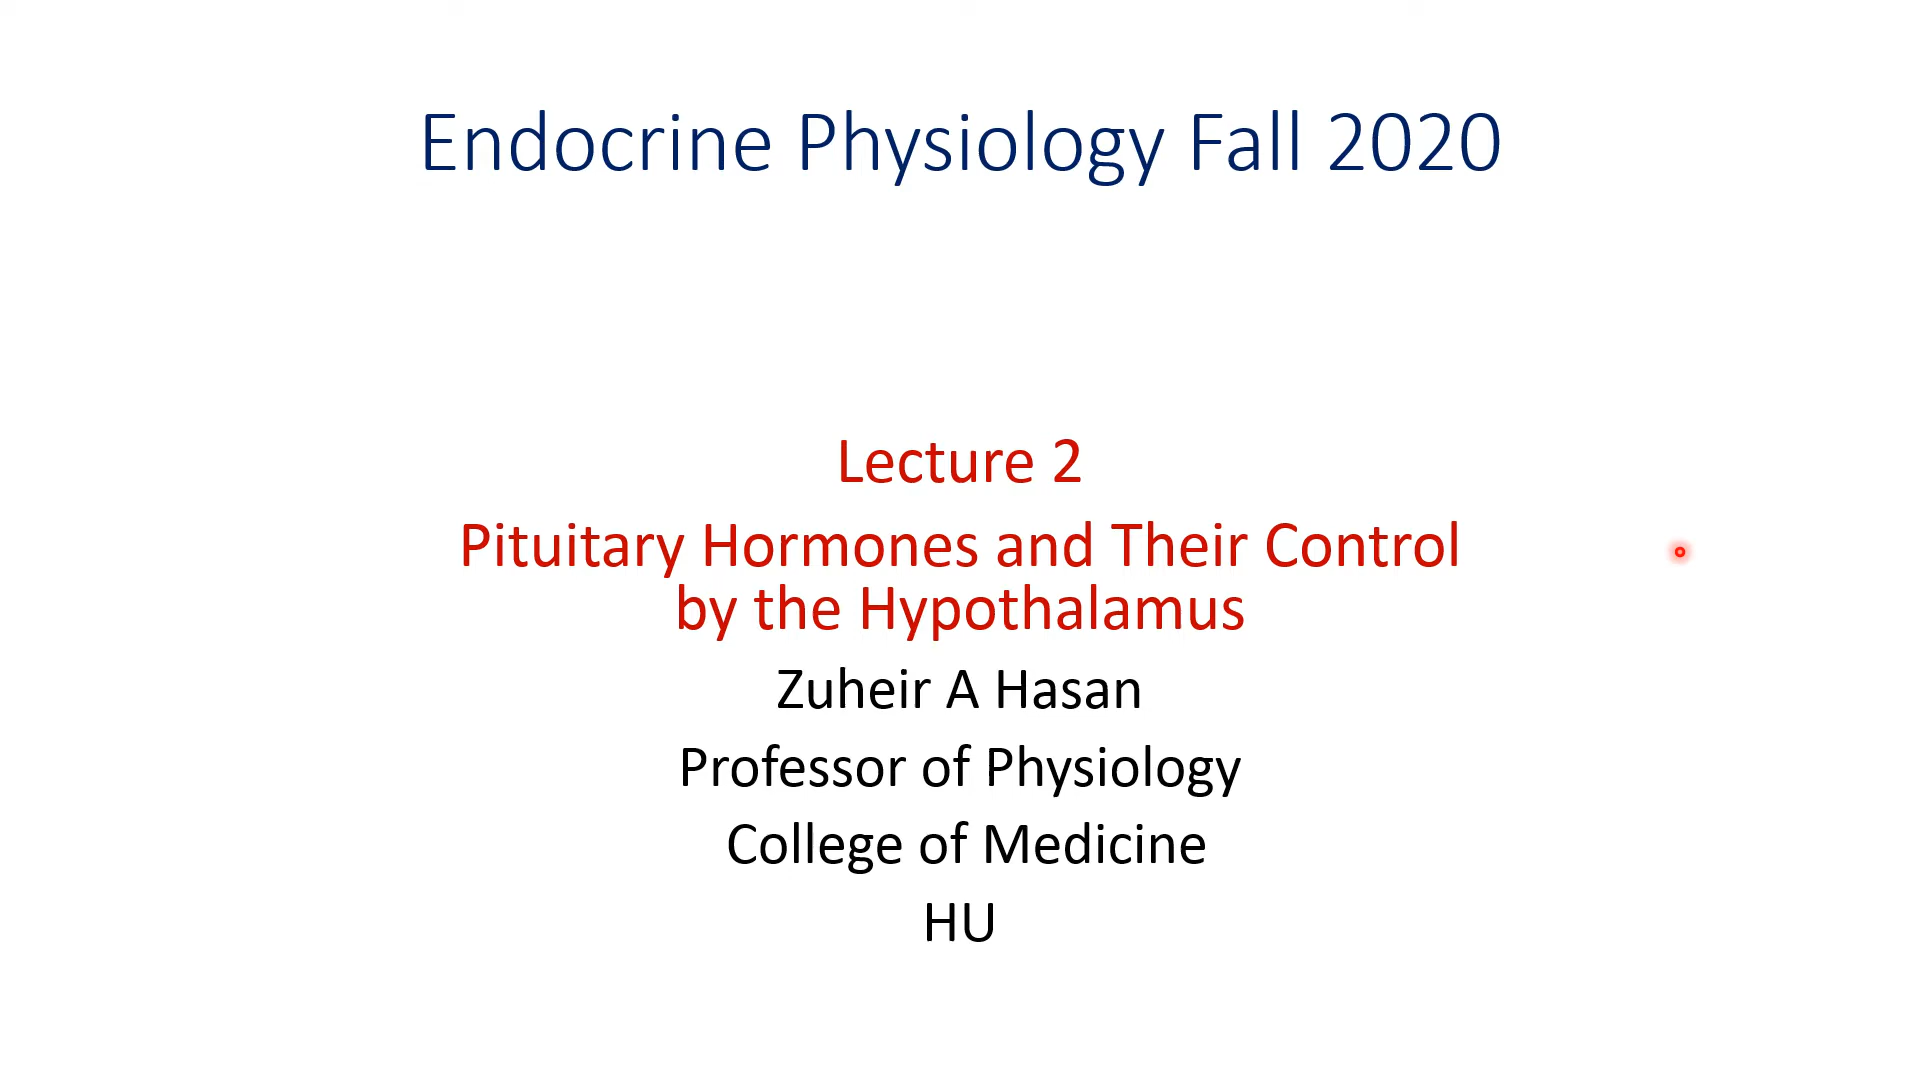 Endocrine Physiology Fall 2020
Lecture 2
Pituitary Hormones and Their Control
by the Hypothalamus
Zuheir A Hasan
Professor of Physiology
College of Medicine
HU